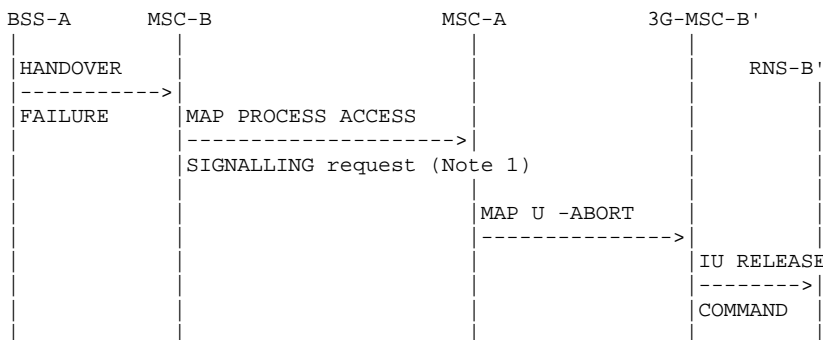 BSS-A MSC-B MSC-A 3G-MSC-B'
HANDOVER RNS-B'
FAILURE MAP PROCESS ACCESS
SIGNALLING request (Note 1)
MAP U -ABORT
IU RELEASE
COMMAND